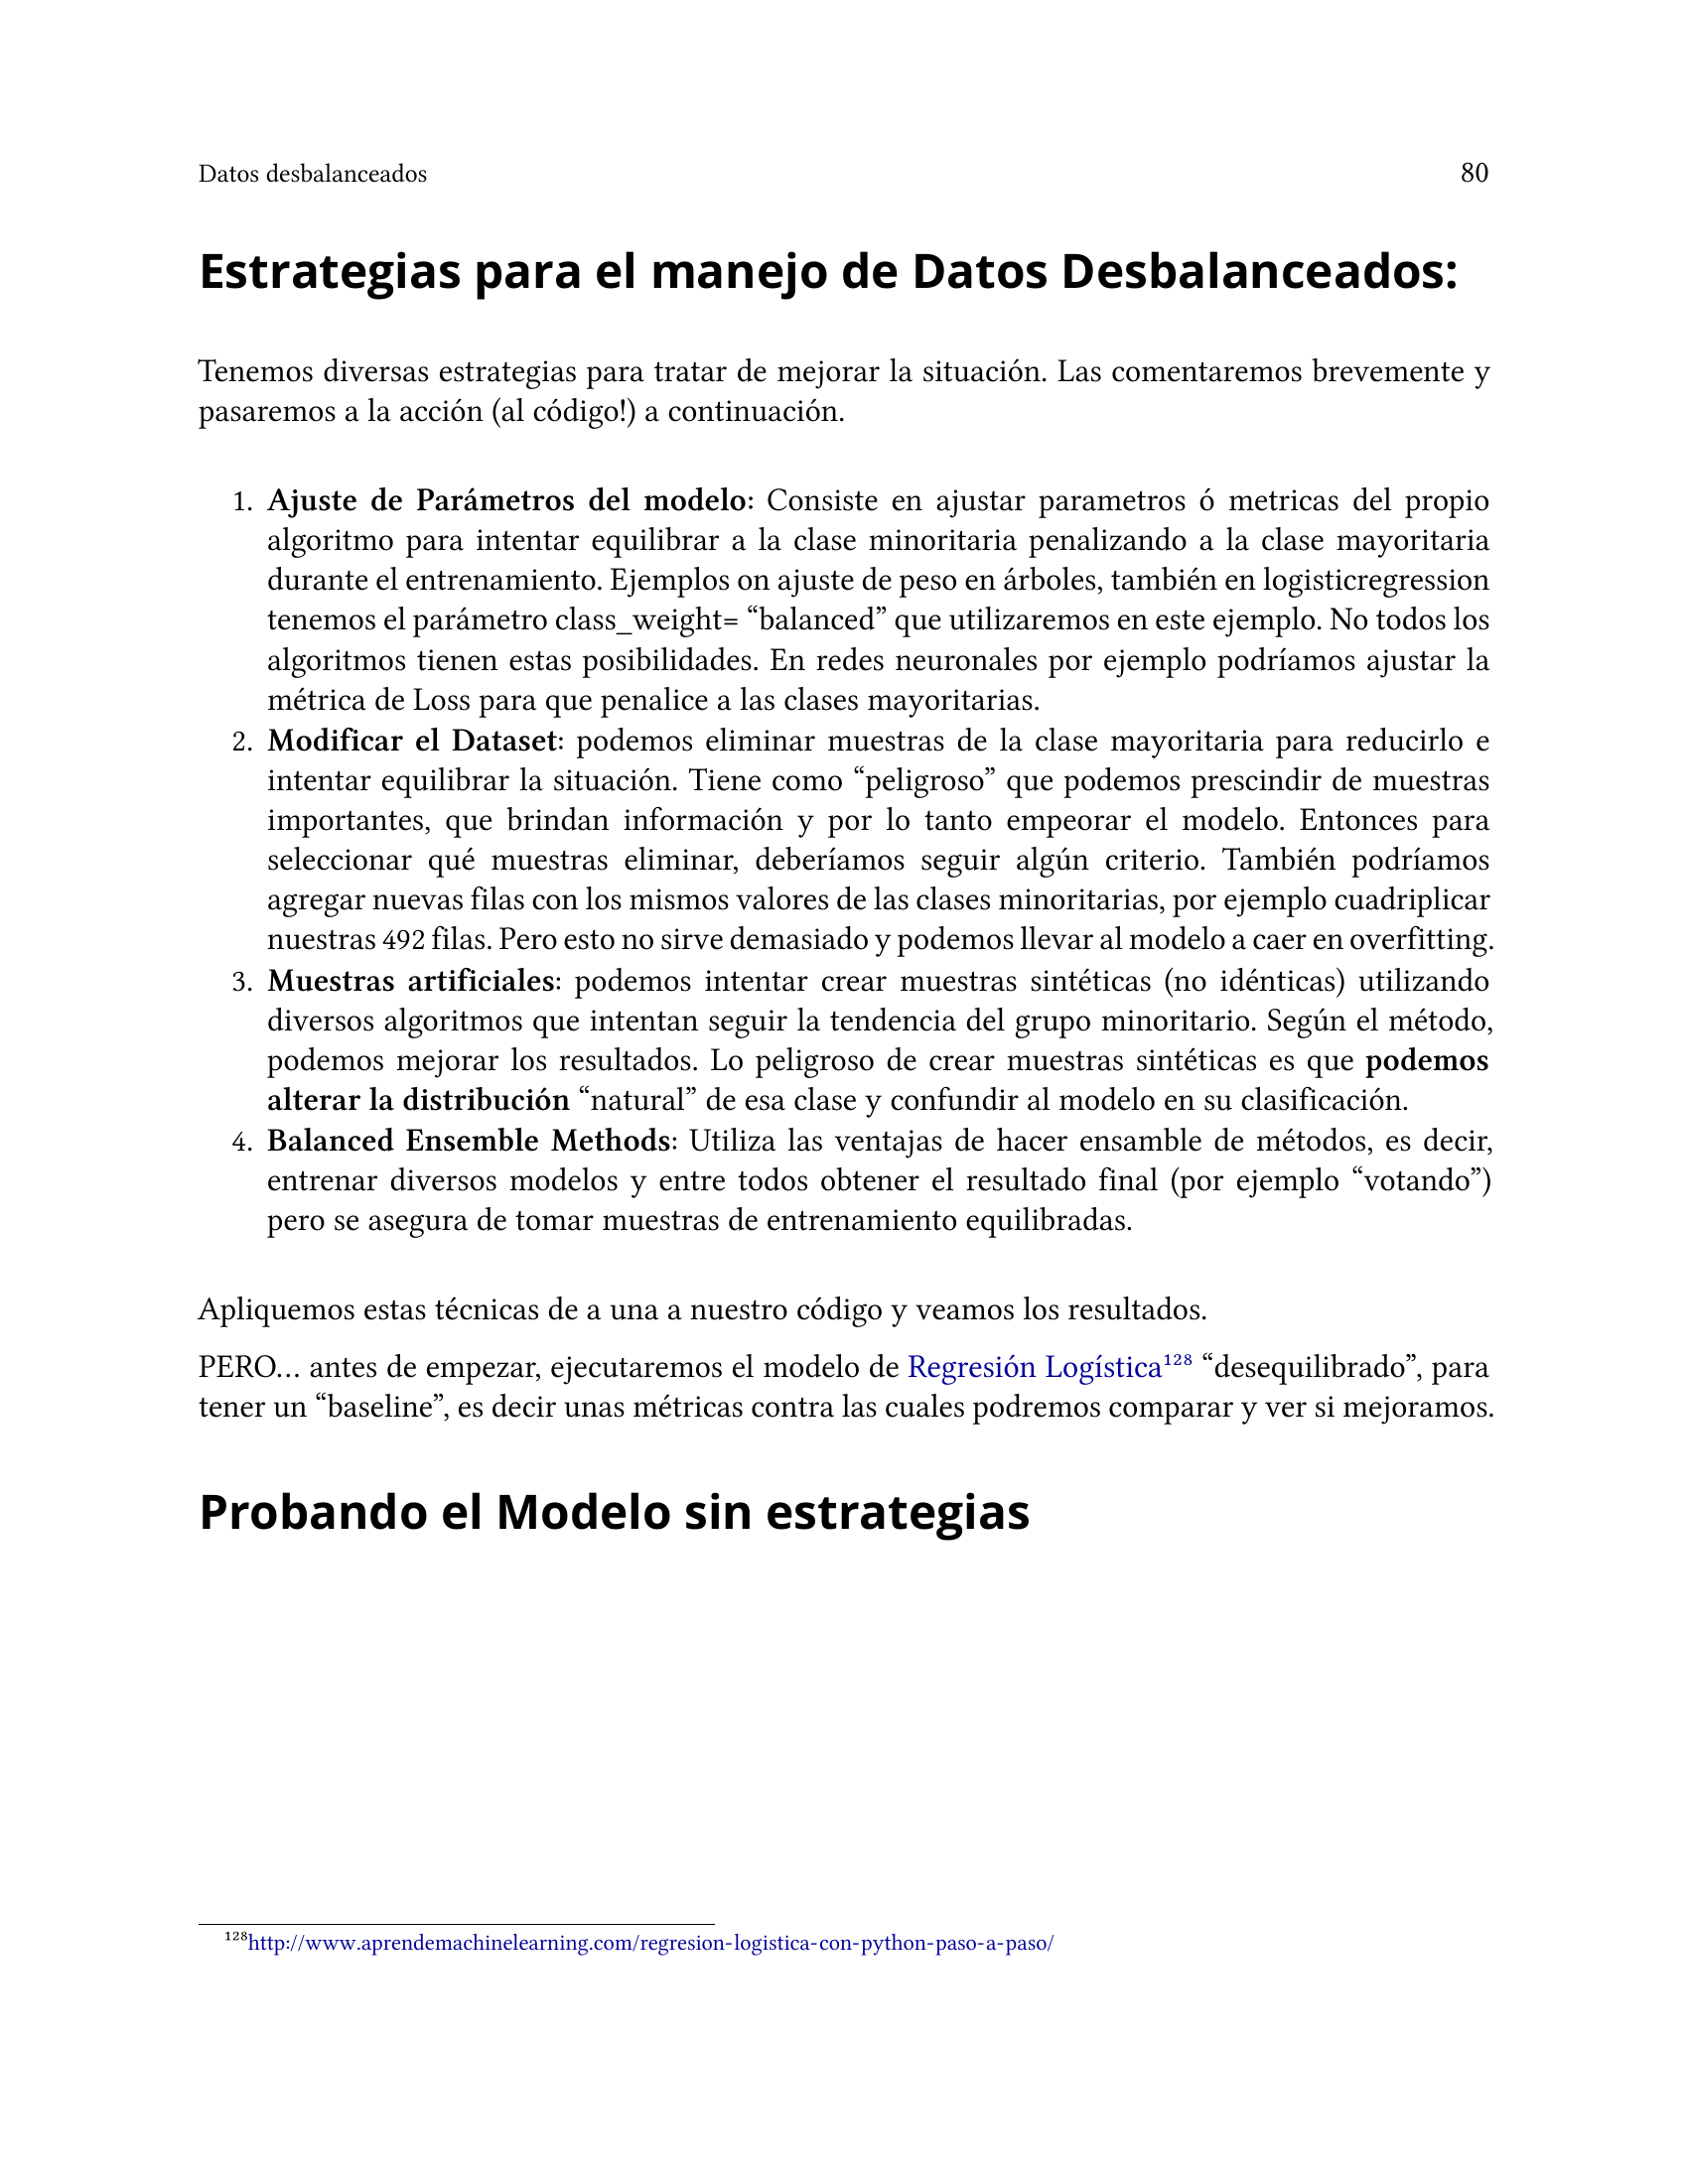 Datos desbalanceados 80
Estrategias para el manejo de Datos Desbalanceados:
Tenemos diversas estrategias para tratar de mejorar la situación. Las comentaremos brevemente y
pasaremos a la acción (al código!) a continuación.
1. Ajuste de Parámetros del modelo: Consiste en ajustar parametros ó metricas del propio
algoritmo para intentar equilibrar a la clase minoritaria penalizando a la clase mayoritaria
durante el entrenamiento. Ejemplos on ajuste de peso en árboles, también en logisticregression
tenemos el parámetro class_weight= “balanced” que utilizaremos en este ejemplo. No todos los
algoritmos tienen estas posibilidades. En redes neuronales por ejemplo podríamos ajustar la
métrica de Loss para que penalice a las clases mayoritarias.
2. Modificar el Dataset: podemos eliminar muestras de la clase mayoritaria para reducirlo e
intentar equilibrar la situación. Tiene como “peligroso” que podemos prescindir de muestras
importantes, que brindan información y por lo tanto empeorar el modelo. Entonces para
seleccionar qué muestras eliminar, deberíamos seguir algún criterio. También podríamos
agregar nuevas filas con los mismos valores de las clases minoritarias, por ejemplo cuadriplicar
nuestras 492 filas. Pero esto no sirve demasiado y podemos llevar al modelo a caer en overfitting.
3. Muestras artificiales: podemos intentar crear muestras sintéticas (no idénticas) utilizando
diversos algoritmos que intentan seguir la tendencia del grupo minoritario. Según el método,
podemos mejorar los resultados. Lo peligroso de crear muestras sintéticas es que podemos
alterar la distribución “natural” de esa clase y confundir al modelo en su clasificación.
4. Balanced Ensemble Methods: Utiliza las ventajas de hacer ensamble de métodos, es decir,
entrenar diversos modelos y entre todos obtener el resultado final (por ejemplo “votando”)
pero se asegura de tomar muestras de entrenamiento equilibradas.
Apliquemos estas técnicas de a una a nuestro código y veamos los resultados.
PERO… antes de empezar, ejecutaremos el modelo de Regresión Logística¹²⁸ “desequilibrado”, para
tener un “baseline”, es decir unas métricas contra las cuales podremos comparar y ver si mejoramos.
Probando el Modelo sin estrategias
¹²⁸http://www.aprendemachinelearning.com/regresion-logistica-con-python-paso-a-paso/